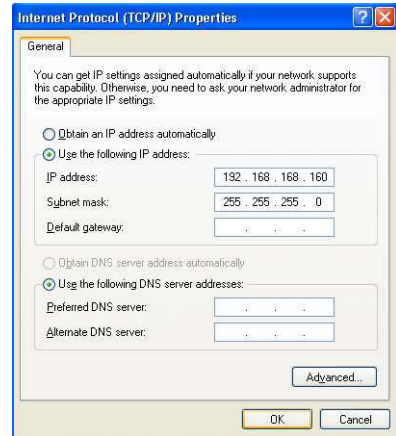 Internet Protocol (TCP/IP) Properties
General
You can get IP settings assigned automatically if your network supports
this capability. Otherwise, you need to ask your network administrator for
the appropriate IP settings.
Obtain an IP address automatically
Use the following IP address:
IP address: 192 . 168 . 168 . 160
Subnet mask: 255 . 255 . 255 . 0
Default gateway: . . .
Obtain DNS server address automatically
Use the following DNS server addresses:
Preferred DNS server: . . .
Alternate DNS server: . . .
Advanced...
OK Cancel